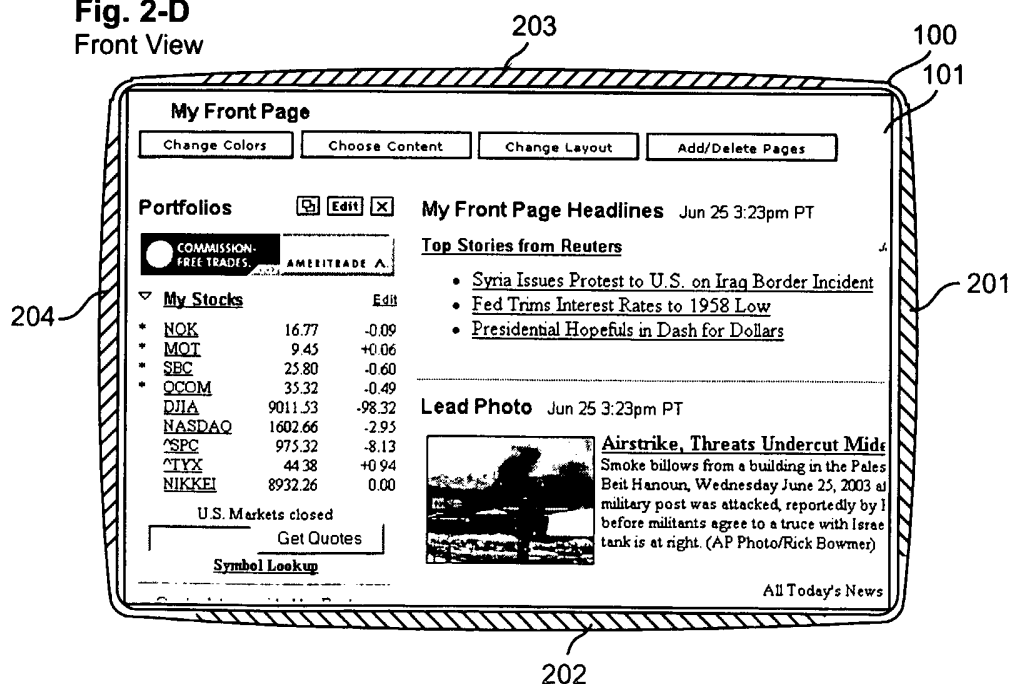 Fig. 2-D
Front View
203
100
101
My Front Page
Change Colors Choose Content Change Layout Add/Delete Pages
Portfolios Edit X
COMMISSION-
FREE TRADES.
AMERITRADE
My Stocks Edit
* NOK 16.77 -0.09
* MOT 9.45 +0.06
* SBC 25.80 -0.60
* QCOM 35.32 -0.49
DJIA 9011.53 -98.32
NASDAQ 1602.66 -2.95
^SPC 975.32 -8.13
^TYX 44 38 +0 94
NIKKEI 8932.26 0.00
U.S. Markets closed
Get Quotes
Symbol Lookup
My Front Page Headlines Jun 25 3:23pm PT
Top Stories from Reuters
• Syria Issues Protest to U.S. on Iraq Border Incident
• Fed Trims Interest Rates to 1958 Low
• Presidential Hopefuls in Dash for Dollars
Lead Photo Jun 25 3:23pm PT
Airstrike, Threats Undercut Mide
Smoke billows from a building in the Pales
Beit Hanoun, Wednesday June 25, 2003 af
military post was attacked, reportedly by
before militants agree to a truce with Israe
tank is at right. (AP Photo/Rick Bowmer)
All Today's News
204
201
202